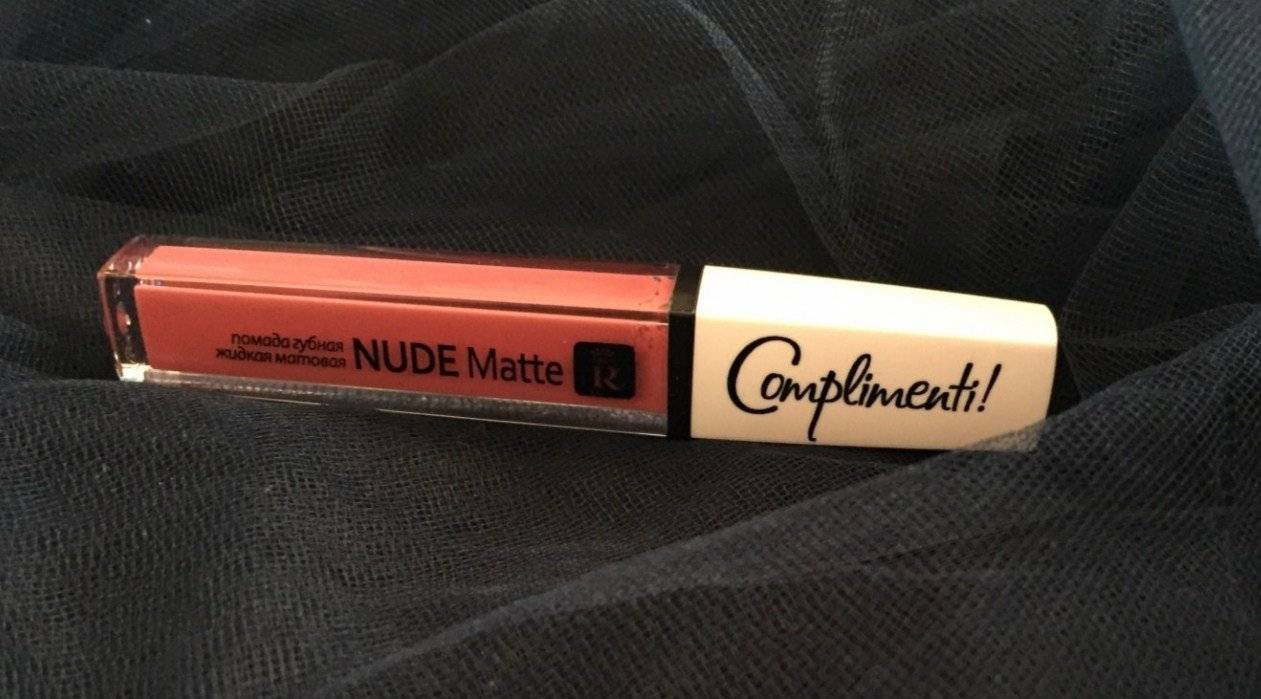 помада губная
жидкая матовая
NUDE Matte
R
Complimenti!